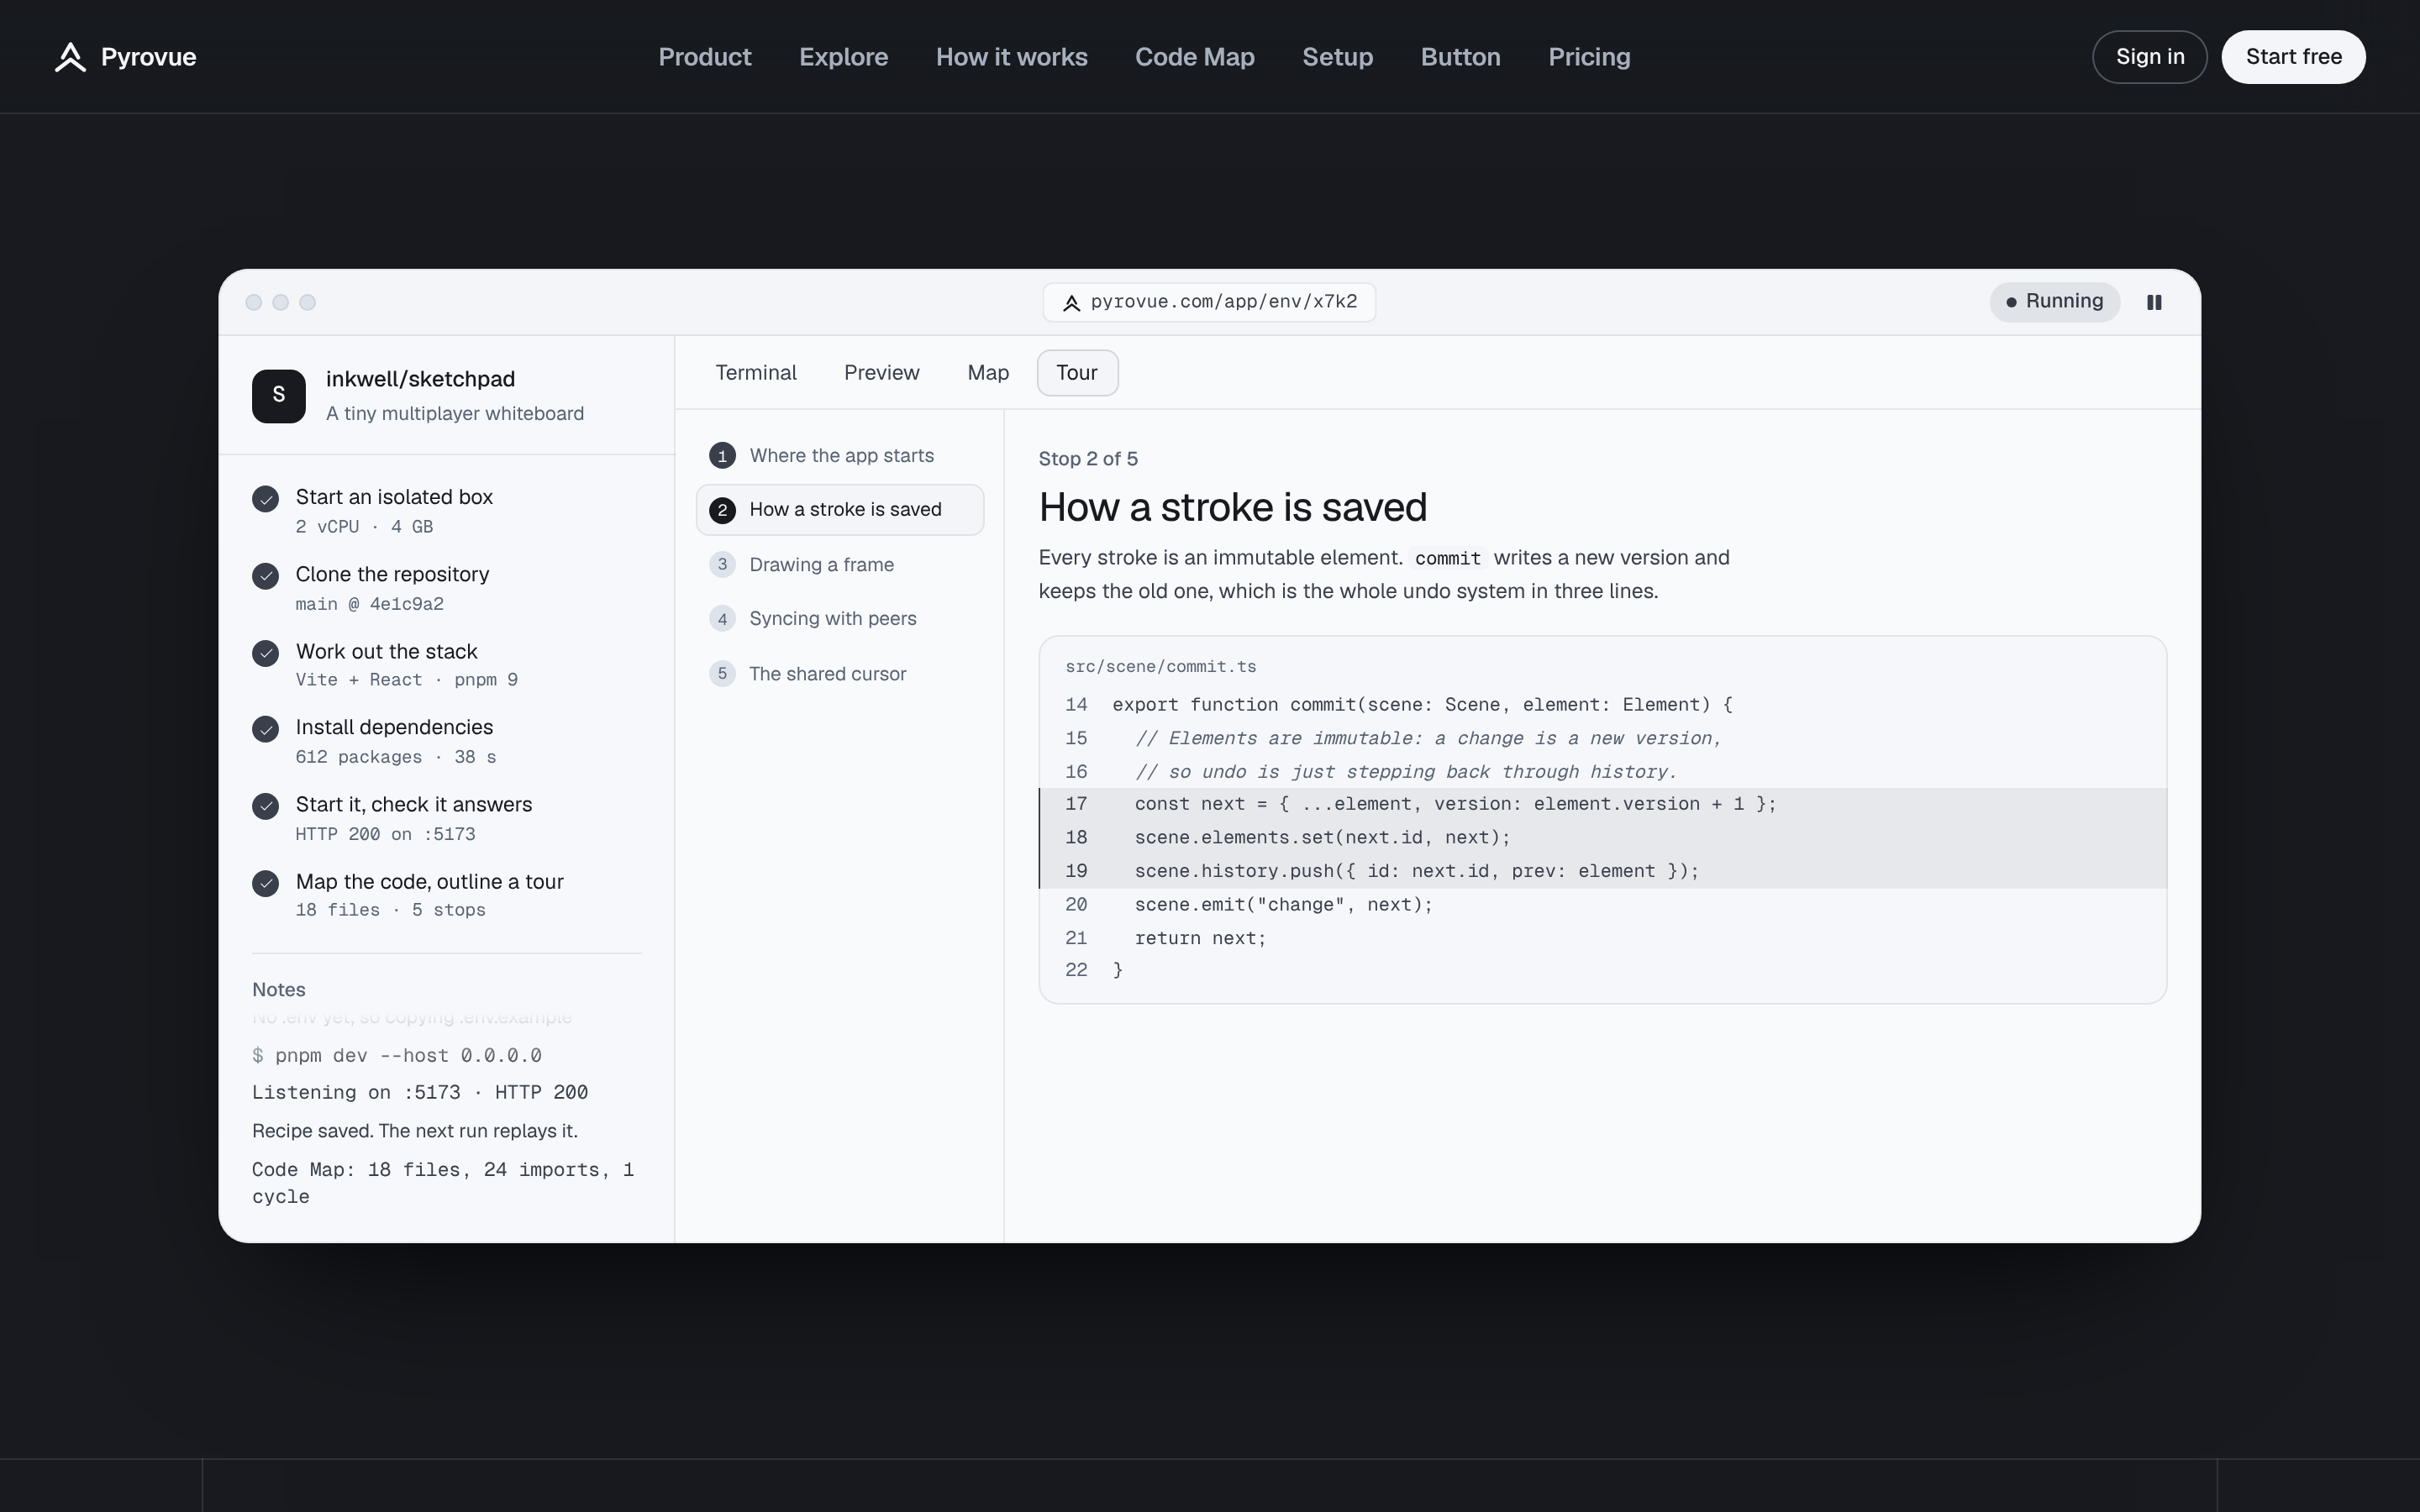 Pyrovue
Product
Explore
How it works
Code Map
Setup
Button
Pricing
Sign in
Start free
pyrovue.com/app/env/x7k2
Running
S
inkwell/sketchpad
A tiny multiplayer whiteboard
Start an isolated box
2 vCPU · 4 GB
Clone the repository
main @ 4e1c9a2
Work out the stack
Vite + React · pnpm 9
Install dependencies
612 packages · 38 s
Start it, check it answers
HTTP 200 on :5173
Map the code, outline a tour
18 files · 5 stops
Notes
No .env yet, so copying .env.example
$ pnpm dev --host 0.0.0.0
Listening on :5173 · HTTP 200
Recipe saved. The next run replays it.
Code Map: 18 files, 24 imports, 1
cycle
Terminal
Preview
Map
Tour
1 Where the app starts
2 How a stroke is saved
3 Drawing a frame
4 Syncing with peers
5 The shared cursor
Stop 2 of 5
How a stroke is saved
Every stroke is an immutable element. commit writes a new version and
keeps the old one, which is the whole undo system in three lines.
src/scene/commit.ts
14 export function commit(scene: Scene, element: Element) {
15   // Elements are immutable: a change is a new version,
16   // so undo is just stepping back through history.
17   const next = { ...element, version: element.version + 1 };
18   scene.elements.set(next.id, next);
19   scene.history.push({ id: next.id, prev: element });
20   scene.emit("change", next);
21   return next;
22 }